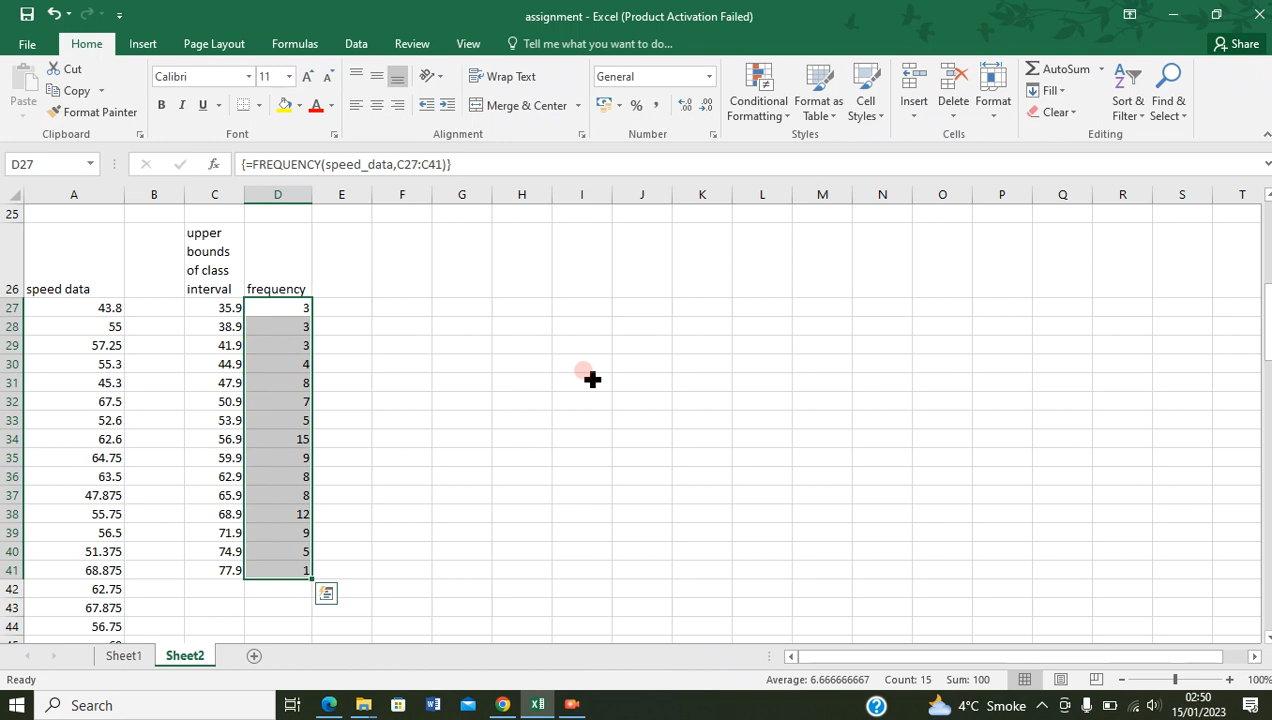 assignment - Excel (Product Activation Failed)
File Home Insert Page Layout Formulas Data Review View Tell me what you want to do... Share
Paste
Cut
Copy
Format Painter
Clipboard
Calibri 11
B I U
Font
Wrap Text
Merge & Center
Alignment
General
Number
Conditional Formatting
Format as Table
Cell Styles
Styles
Insert
Delete
Format
Cells
AutoSum
Fill
Clear
Sort & Filter
Find & Select
Editing
D27 fx {=FREQUENCY(speed_data,C27:C41)}
A B C D E F G H I J K L M N O P Q R S T
25
26 speed data upper bounds of class interval frequency
27 43.8 35.9 3
28 55 38.9 3
29 57.25 41.9 3
30 55.3 44.9 4
31 45.3 47.9 8
32 67.5 50.9 7
33 52.6 53.9 5
34 62.6 56.9 15
35 64.75 59.9 9
36 63.5 62.9 8
37 47.875 65.9 8
38 55.75 68.9 12
39 56.5 71.9 9
40 51.375 74.9 5
41 68.875 77.9 1
42 62.75
43 67.875
44 56.75
Sheet1 Sheet2
Ready Average: 6.666666667 Count: 15 Sum: 100 100%
Search 4°C Smoke 02:50
15/01/2023